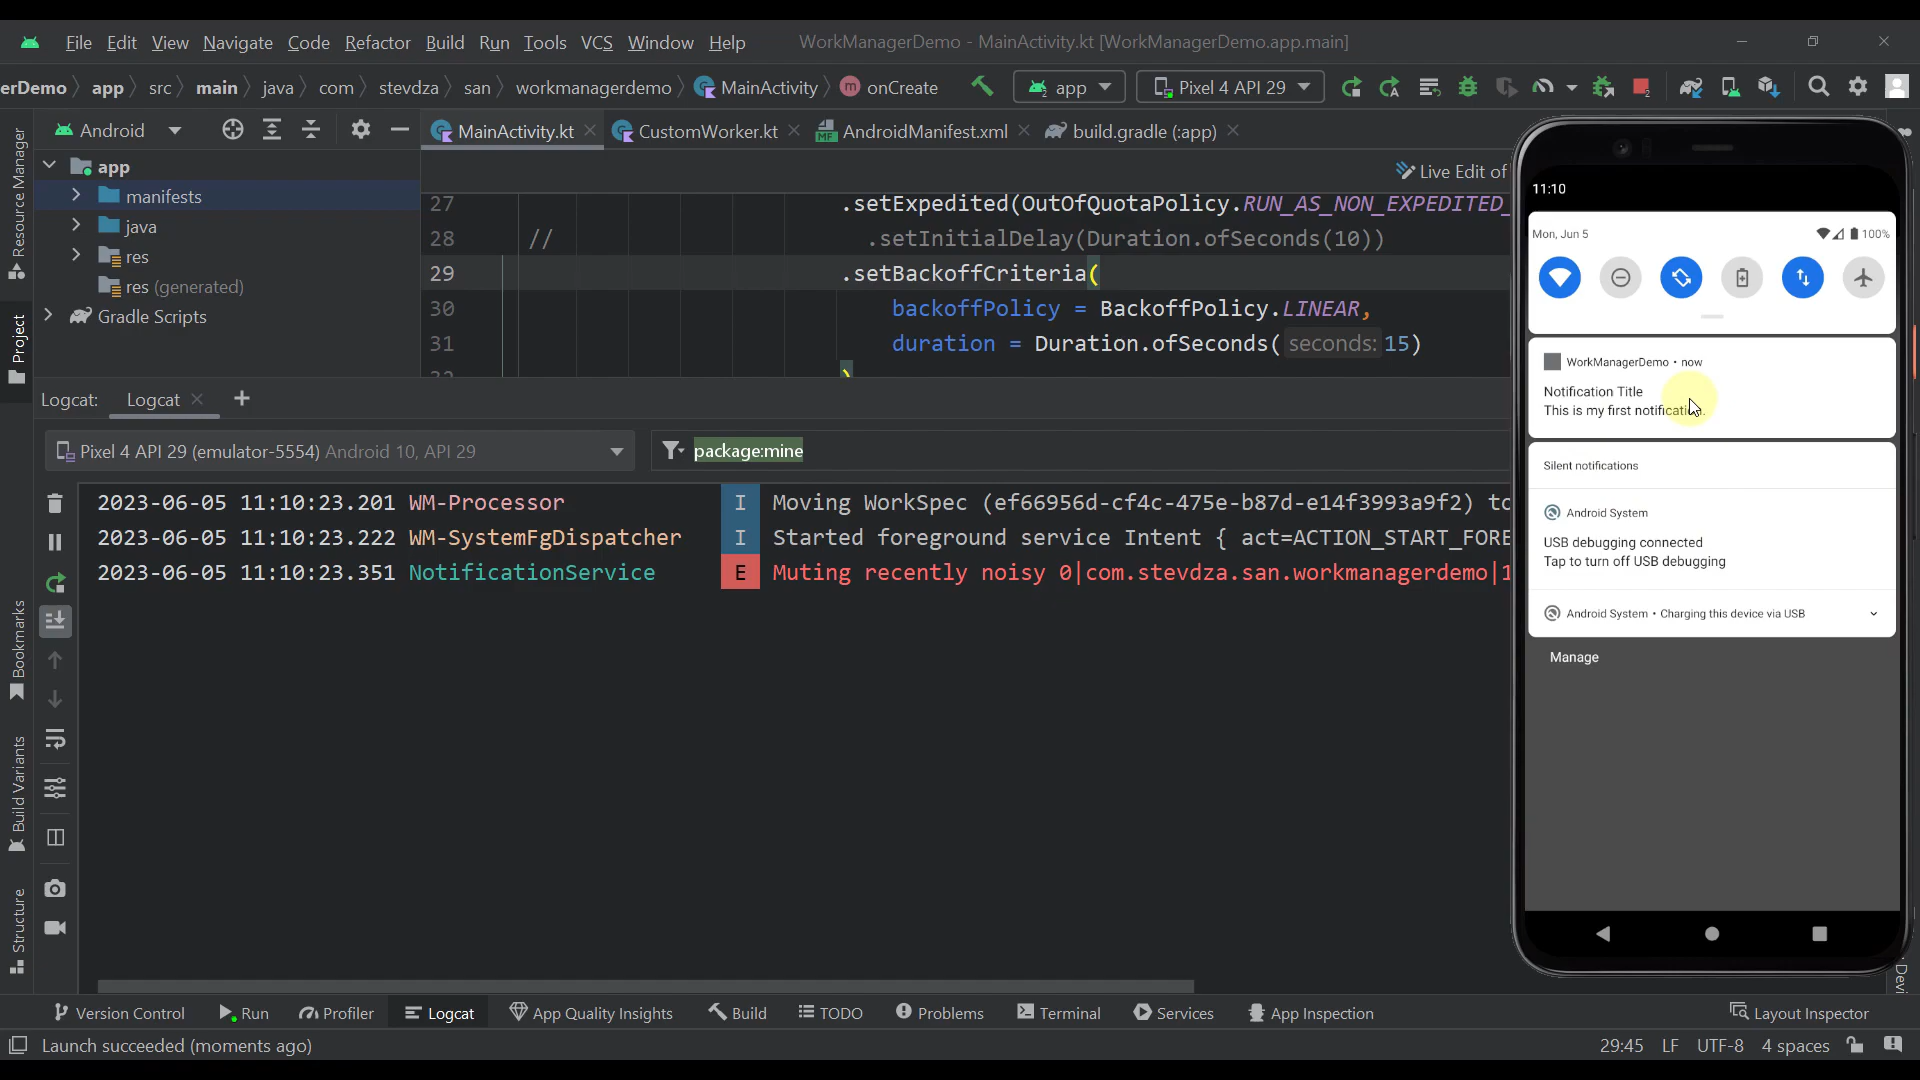 File Edit View Navigate Code Refactor Build Run Tools VCS Window Help WorkManagerDemo - MainActivity.kt [WorkManagerDemo.app.main]
erDemo app src main java com stevdza san workmanagerdemo MainActivity onCreate app Pixel 4 API 29
Android
MainActivity.kt CustomWorker.kt AndroidManifest.xml build.gradle (:app)
Resource Manager
Project
Bookmarks
Build Variants
Structure
app
manifests
java
res
res (generated)
Gradle Scripts
Live Edit of
27 .setExpedited(OutOfQuotaPolicy.RUN_AS_NON_EXPEDITED_
28 // .setInitialDelay(Duration.ofSeconds(10))
29 .setBackoffCriteria(
30 backoffPolicy = BackoffPolicy.LINEAR,
31 duration = Duration.ofSeconds( seconds: 15)
)
Logcat: Logcat
Pixel 4 API 29 (emulator-5554) Android 10, API 29
package:mine
2023-06-05 11:10:23.201 WM-Processor I Moving WorkSpec (ef66956d-cf4c-475e-b87d-e14f3993a9f2) to
2023-06-05 11:10:23.222 WM-SystemFgDispatcher I Started foreground service Intent { act=ACTION_START_FORE
2023-06-05 11:10:23.351 NotificationService E Muting recently noisy 0|com.stevdza.san.workmanagerdemo|1
11:10
Mon, Jun 5 100%
WorkManagerDemo • now
Notification Title
This is my first notification.
Silent notifications
Android System
USB debugging connected
Tap to turn off USB debugging
Android System • Charging this device via USB
Manage
Version Control Run Profiler Logcat App Quality Insights Build TODO Problems Terminal Services App Inspection Layout Inspector
Launch succeeded (moments ago) 29:45 LF UTF-8 4 spaces